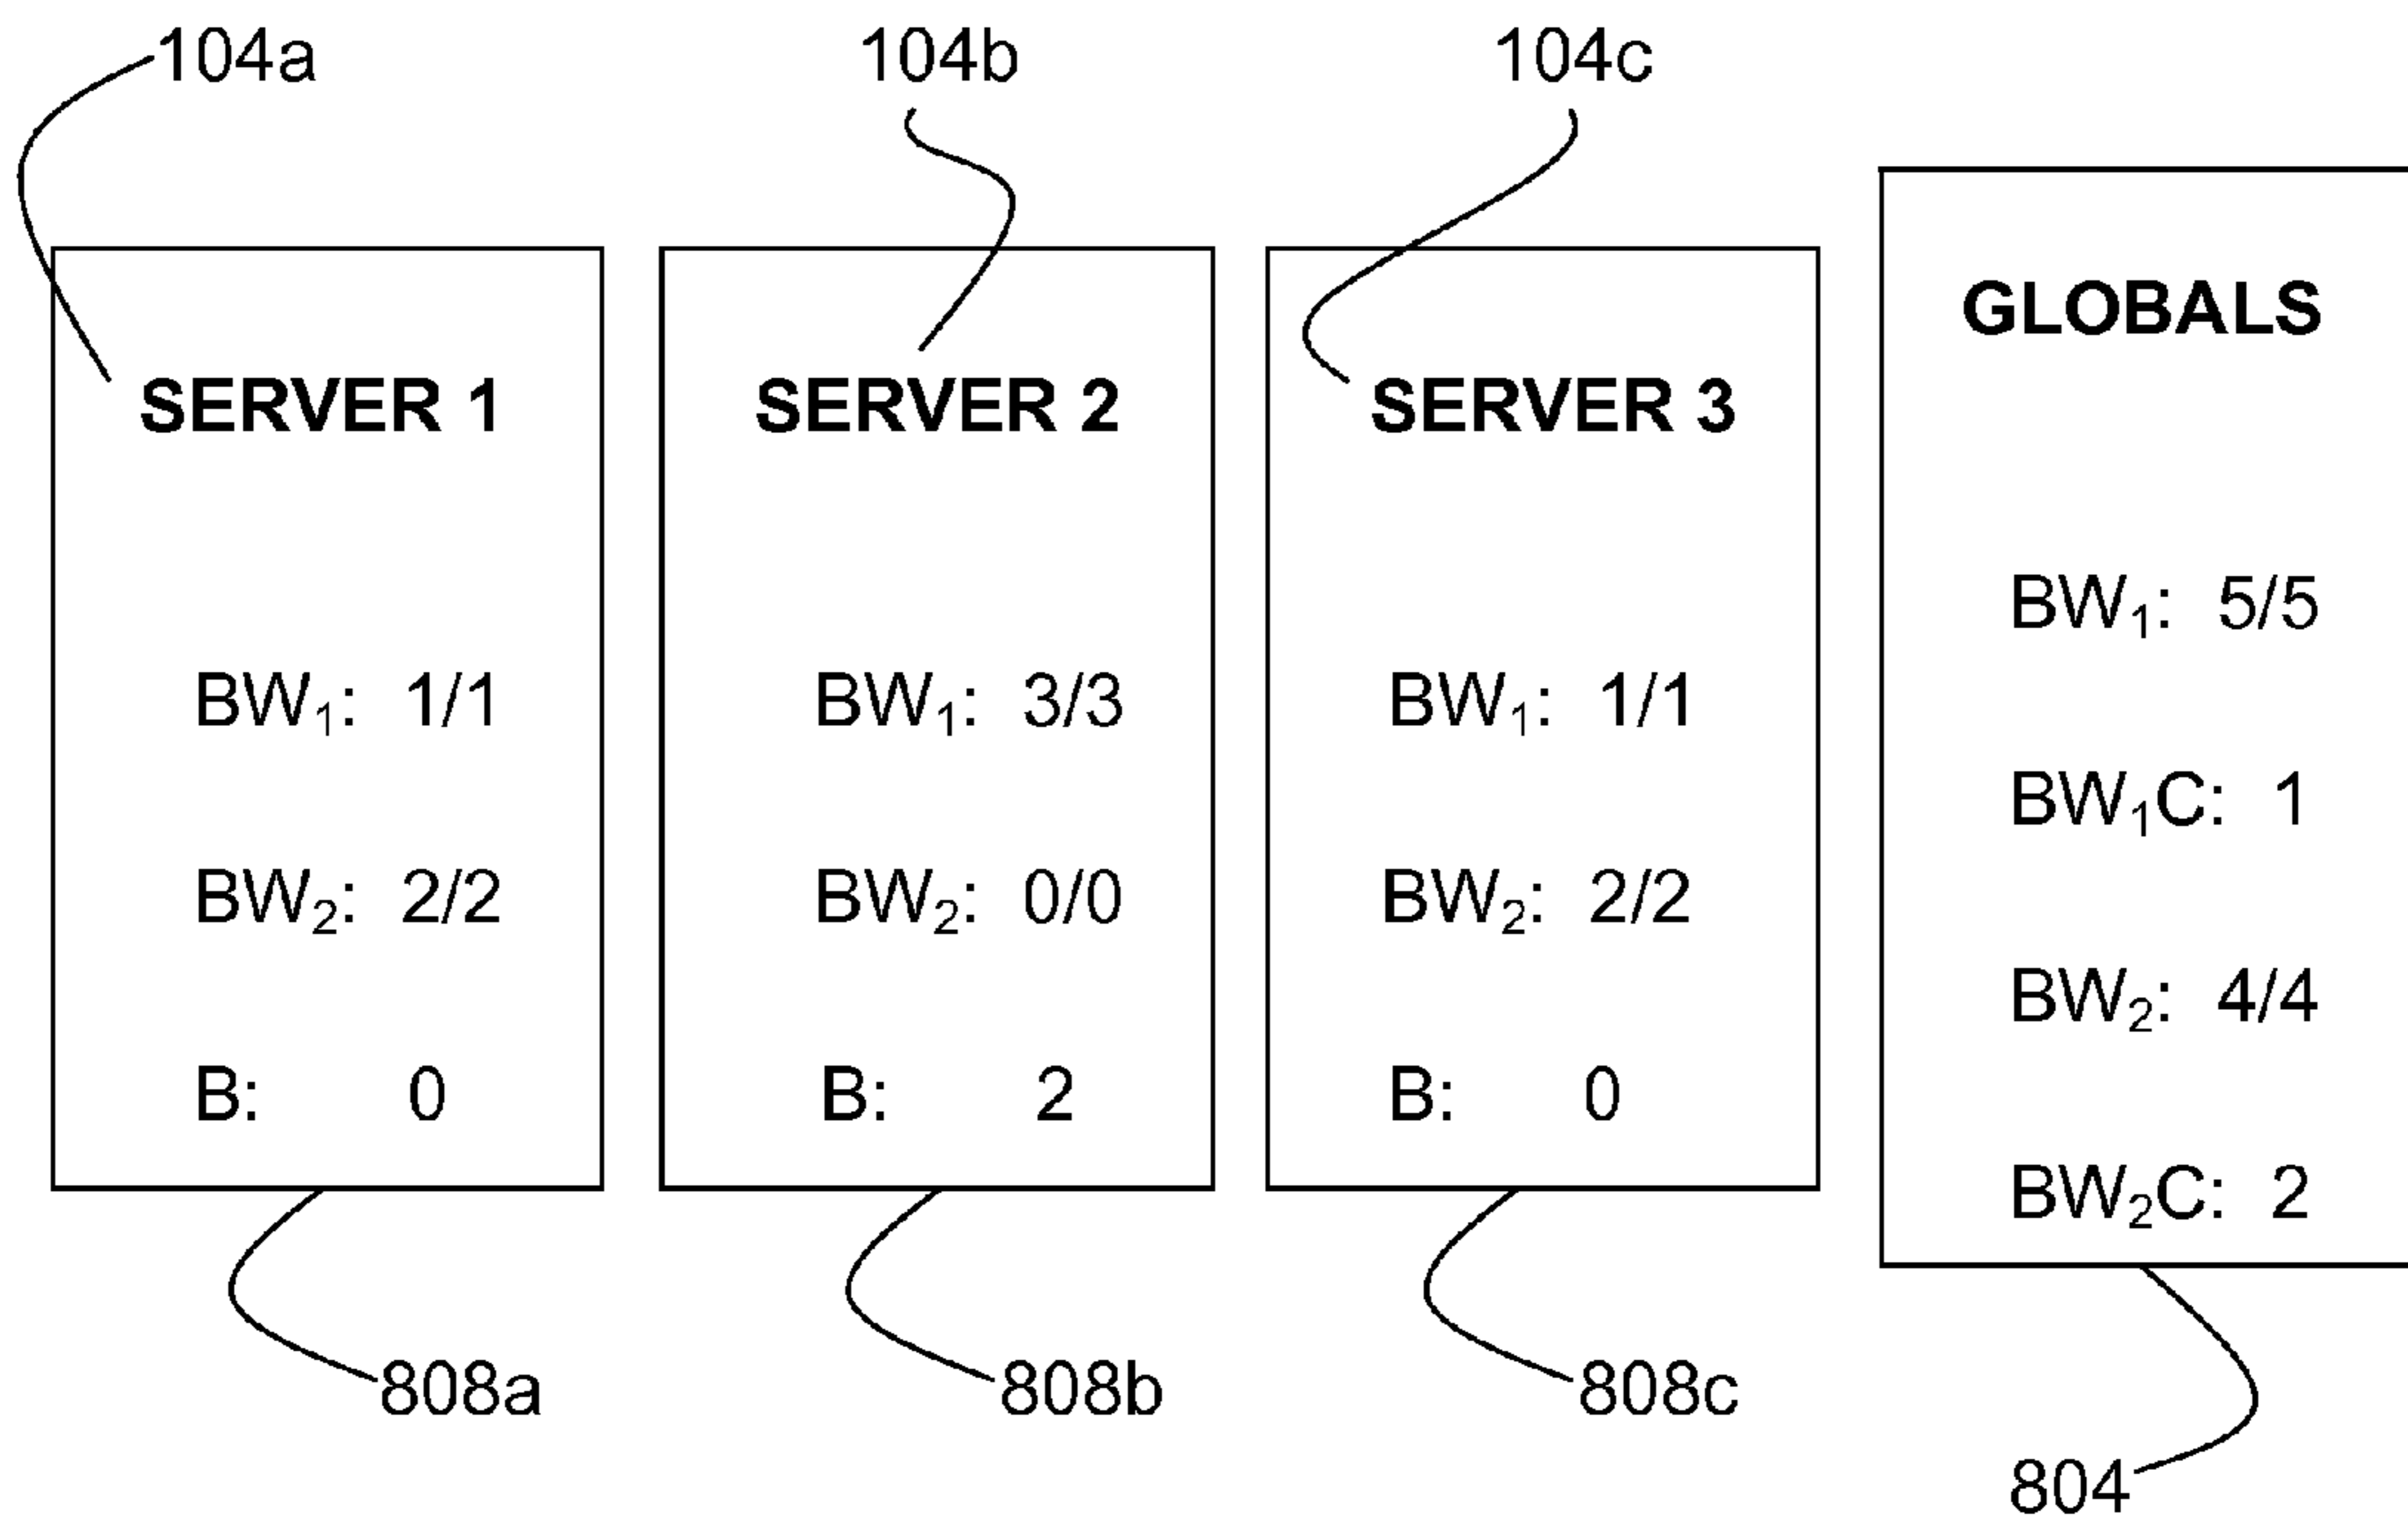 104a
104b
104c
SERVER 1
BW₁: 1/1
BW₂: 2/2
B: 0
808a
SERVER 2
BW₁: 3/3
BW₂: 0/0
B: 2
808b
SERVER 3
BW₁: 1/1
BW₂: 2/2
B: 0
808c
GLOBALS
BW₁: 5/5
BW₁C: 1
BW₂: 4/4
BW₂C: 2
804